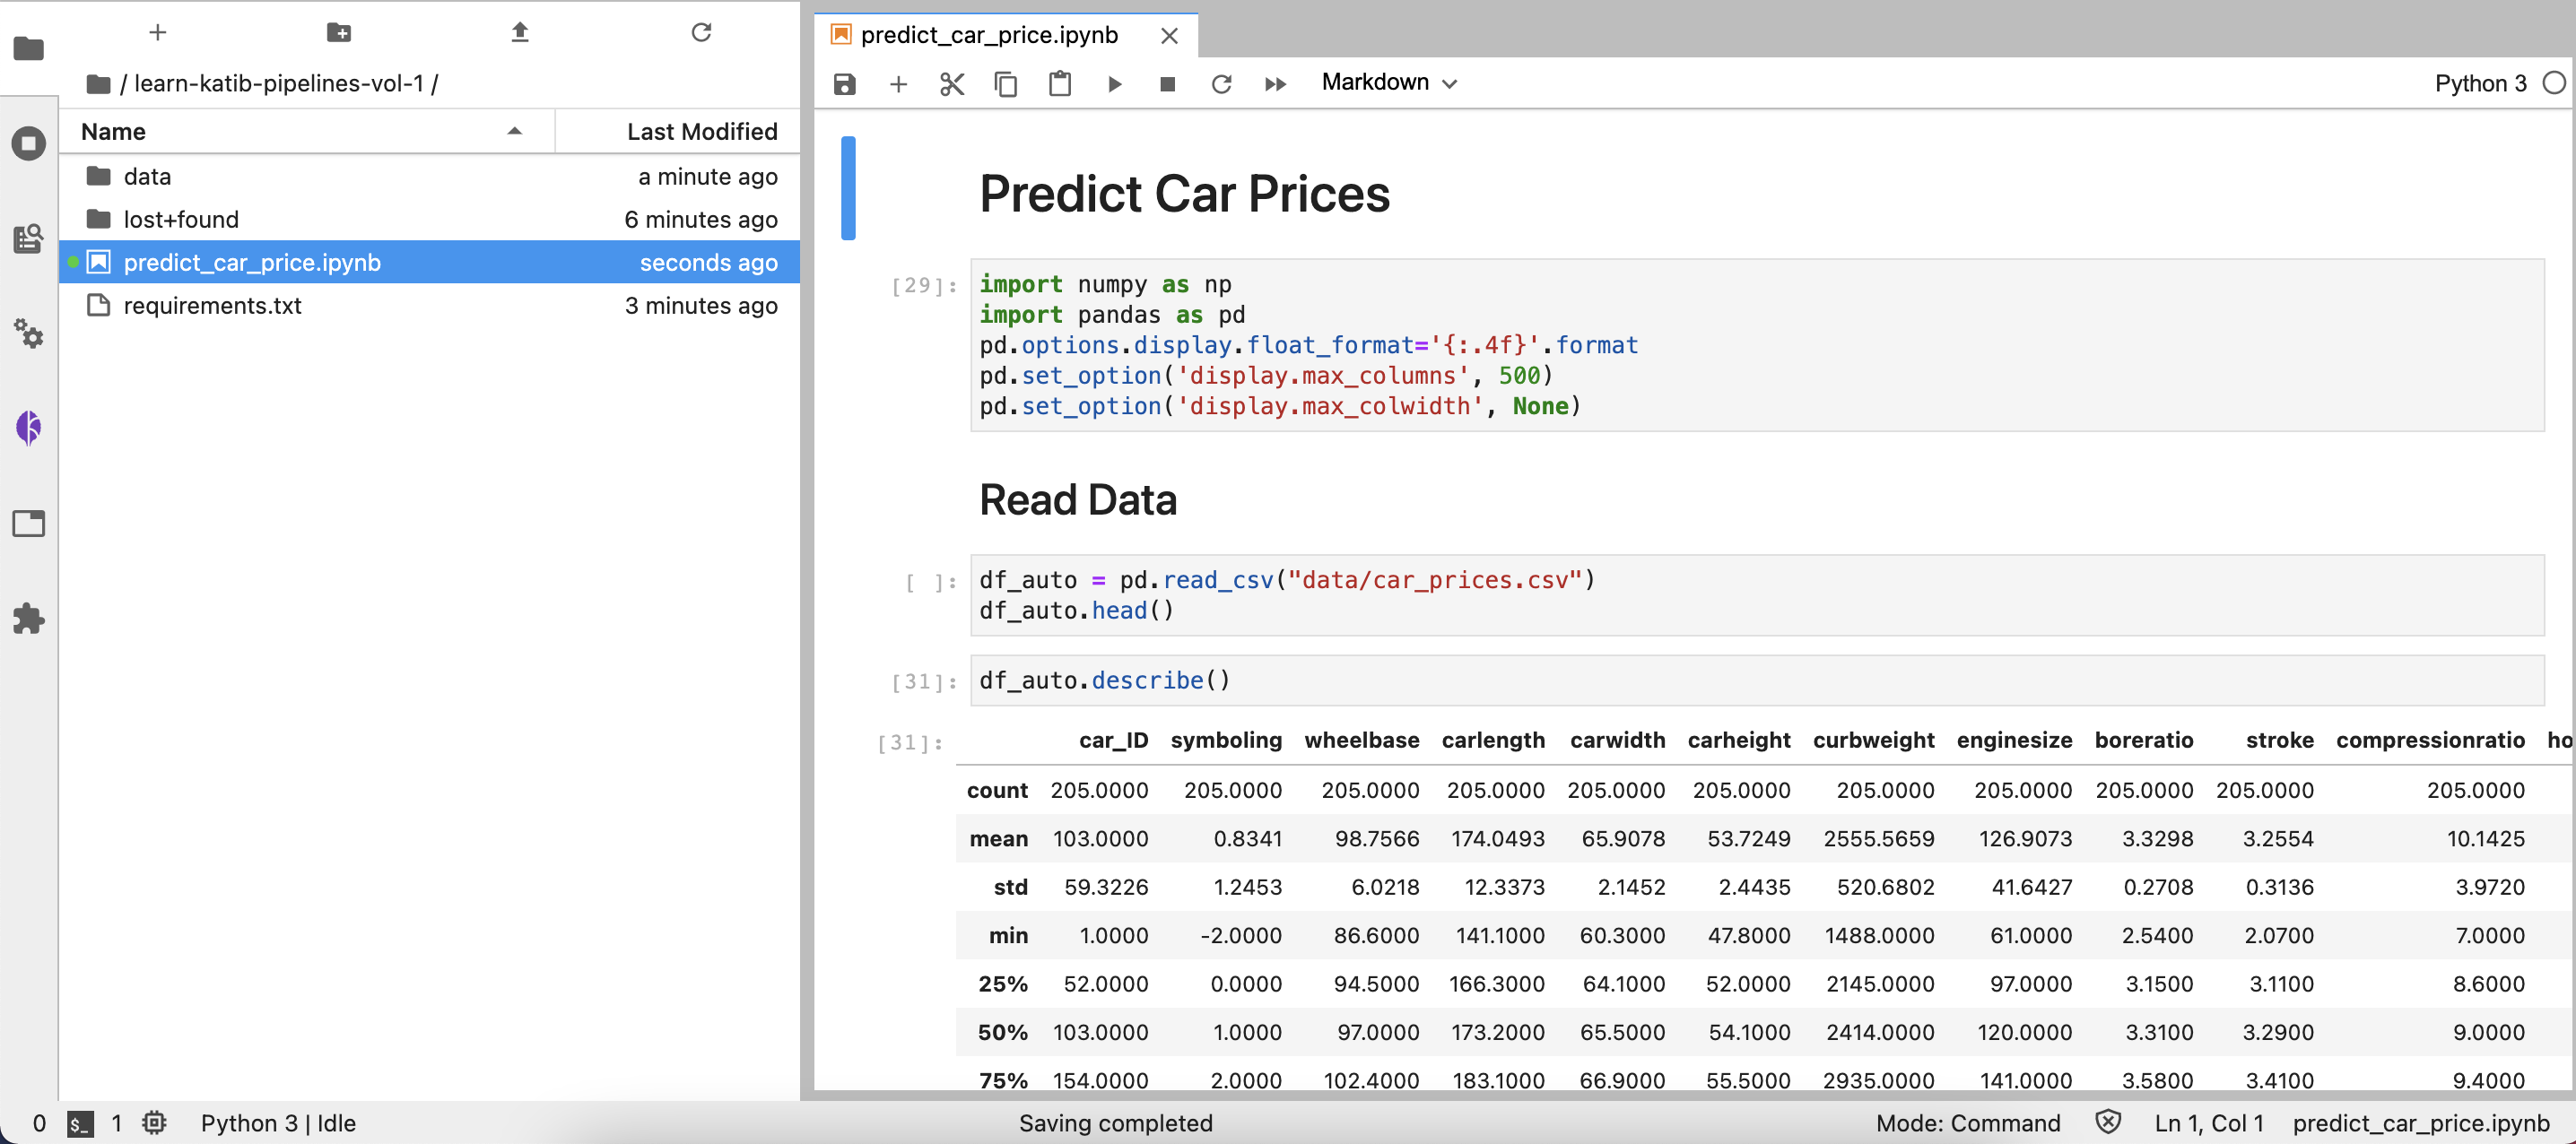 / learn-katib-pipelines-vol-1 /
Name Last Modified
data a minute ago
lost+found 6 minutes ago
predict_car_price.ipynb seconds ago
requirements.txt 3 minutes ago
predict_car_price.ipynb
Markdown Python 3
Predict Car Prices
[29]: import numpy as np
import pandas as pd
pd.options.display.float_format='{:.4f}'.format
pd.set_option('display.max_columns', 500)
pd.set_option('display.max_colwidth', None)
Read Data
[ ]: df_auto = pd.read_csv("data/car_prices.csv")
df_auto.head()
[31]: df_auto.describe()
[31]: car_ID symboling wheelbase carlength carwidth carheight curbweight enginesize boreratio stroke compressionratio ho
count 205.0000 205.0000 205.0000 205.0000 205.0000 205.0000 205.0000 205.0000 205.0000 205.0000 205.0000
mean 103.0000 0.8341 98.7566 174.0493 65.9078 53.7249 2555.5659 126.9073 3.3298 3.2554 10.1425
std 59.3226 1.2453 6.0218 12.3373 2.1452 2.4435 520.6802 41.6427 0.2708 0.3136 3.9720
min 1.0000 -2.0000 86.6000 141.1000 60.3000 47.8000 1488.0000 61.0000 2.5400 2.0700 7.0000
25% 52.0000 0.0000 94.5000 166.3000 64.1000 52.0000 2145.0000 97.0000 3.1500 3.1100 8.6000
50% 103.0000 1.0000 97.0000 173.2000 65.5000 54.1000 2414.0000 120.0000 3.3100 3.2900 9.0000
75% 154.0000 2.0000 102.4000 183.1000 66.9000 55.5000 2935.0000 141.0000 3.5800 3.4100 9.4000
0 $_ 1 Python 3 | Idle Saving completed Mode: Command Ln 1, Col 1 predict_car_price.ipynb